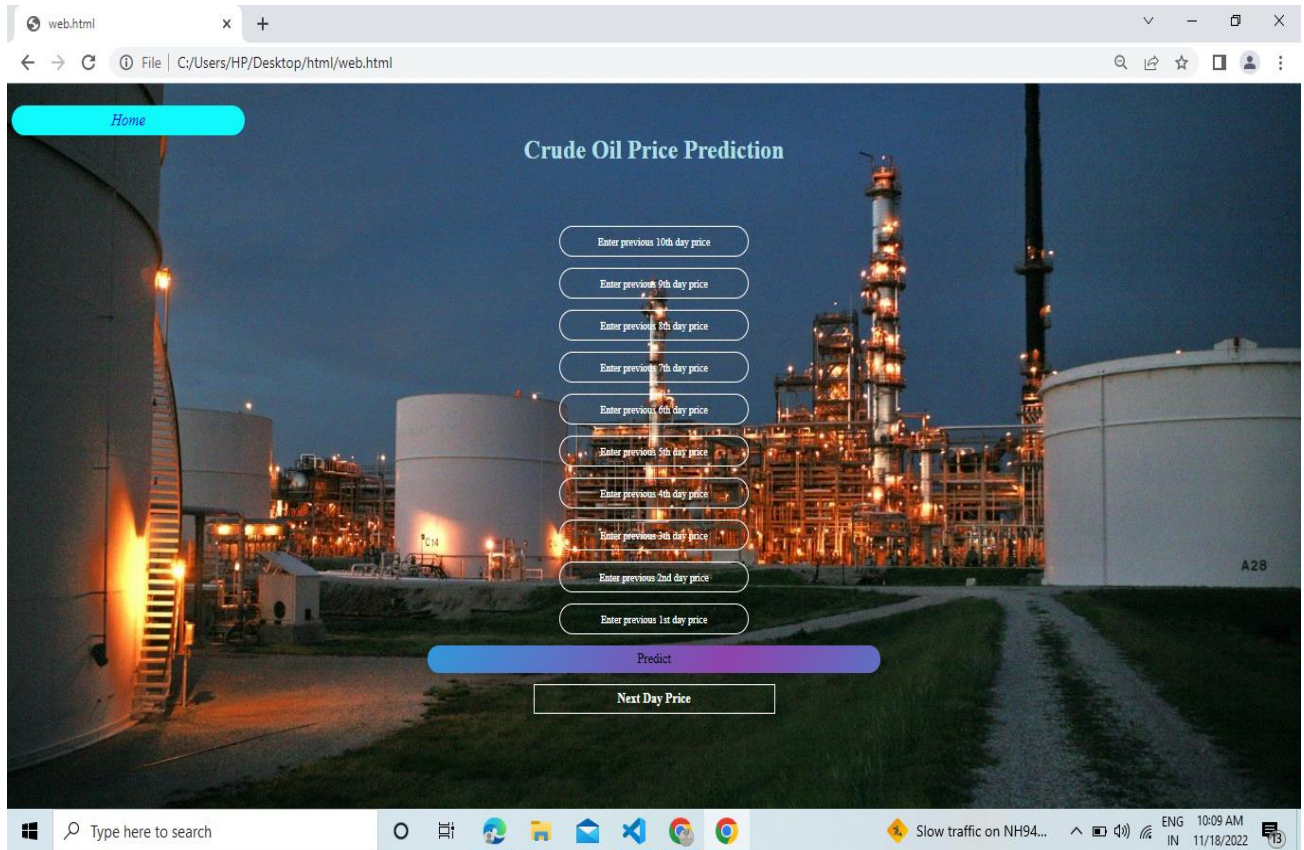 web.html
File | C:/Users/HP/Desktop/html/web.html
Home
Crude Oil Price Prediction
Enter previous 10th day price
Enter previous 9th day price
Enter previous 8th day price
Enter previous 7th day price
Enter previous 6th day price
Enter previous 5th day price
Enter previous 4th day price
Enter previous 3th day price
Enter previous 2nd day price
Enter previous 1st day price
Predict
Next Day Price
C14
A28
Type here to search
Slow traffic on NH94...
ENG
IN
10:09 AM
11/18/2022
13